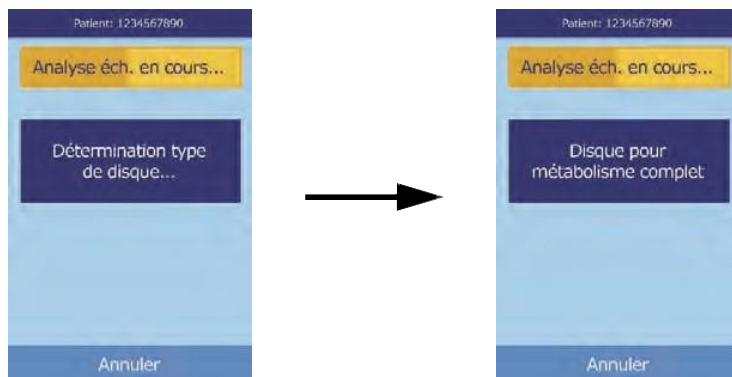 Patient: 1234567890
Analyse éch. en cours...
Détermination type
de disque...
Annuler
Patient: 1234567890
Analyse éch. en cours...
Disque pour
métabolisme complet
Annuler